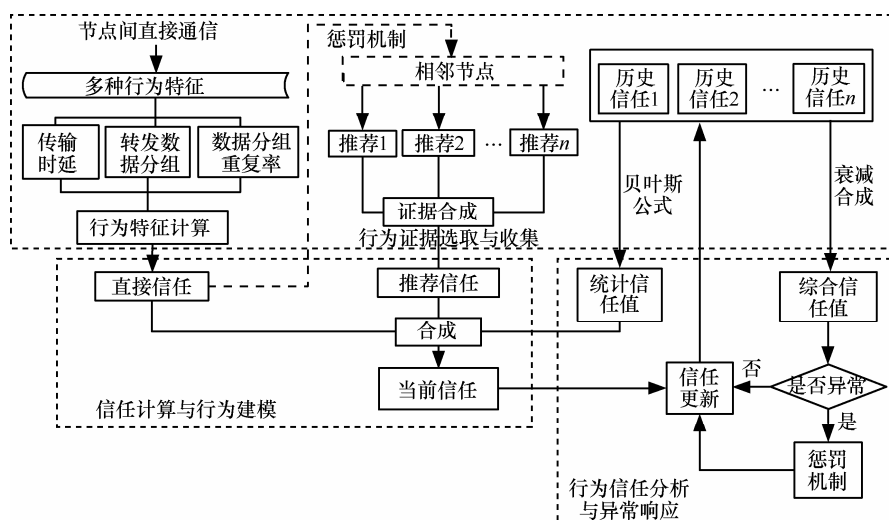 节点间直接通信
惩罚机制
多种行为特征
相邻节点
历史
信任1
历史
信任2
…
历史
信任n
传输
时延
转发数
据分组
数据分组
重复率
推荐1
推荐2
…
推荐n
贝叶斯
公式
衰减
合成
证据合成
行为特征计算
行为证据选取与收集
直接信任
推荐信任
统计信
任值
综合信
任值
合成
当前信任
信任
更新
否
是否异常
是
信任计算与行为建模
惩罚
机制
行为信任分析
与异常响应